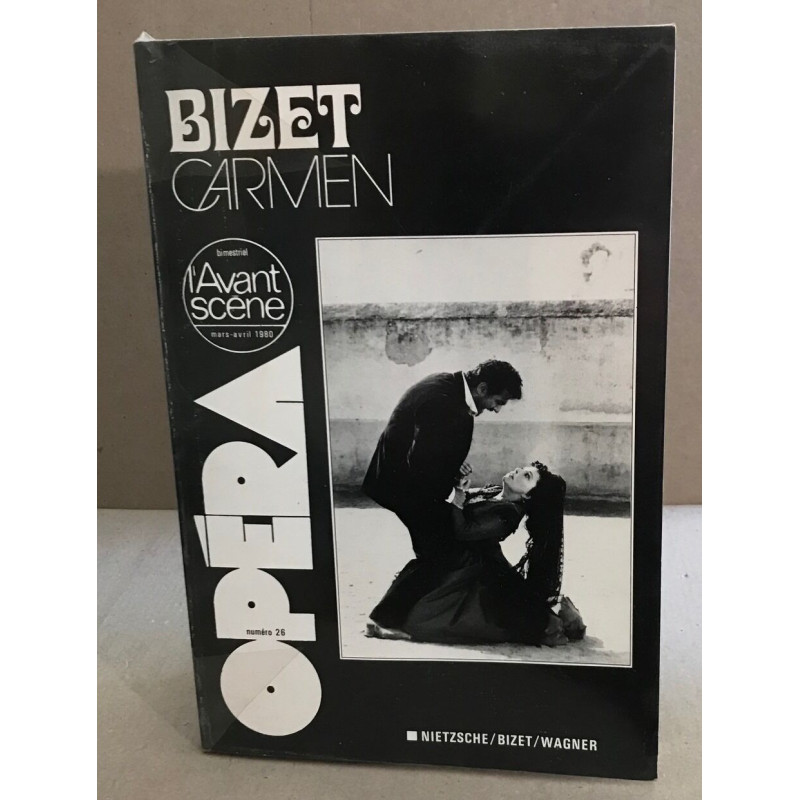 BIZET
CARMEN
bimestriel
l'Avant
scène
mars-avril 1980
OPÉRA
numéro 26
NIETZSCHE/BIZET/WAGNER